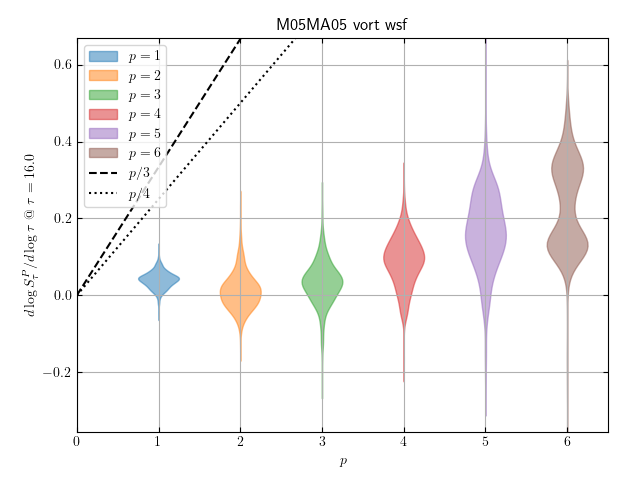 M05MA05 vort wsf
p = 1
p = 2
p = 3
p = 4
p = 5
p = 6
p/3
p/4
d log S_τ^P / d log τ @ τ = 16.0
0.6
0.4
0.2
0.0
−0.2
0 1 2 3 4 5 6
p